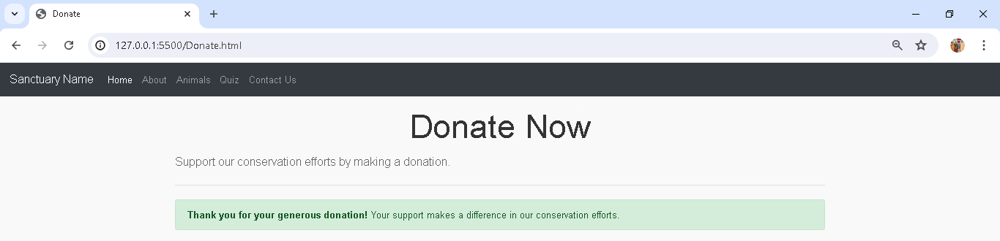 Donate
127.0.0.1:5500/Donate.html
Sanctuary Name Home About Animals Quiz Contact Us
Donate Now
Support our conservation efforts by making a donation.
Thank you for your generous donation! Your support makes a difference in our conservation efforts.